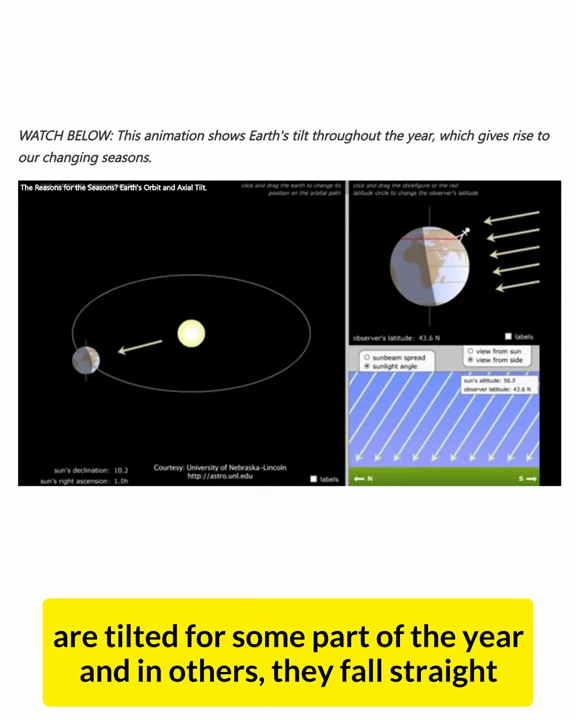 WATCH BELOW: This animation shows Earth's tilt throughout the year, which gives rise to
our changing seasons.
The Reasons for the Seasons? Earth's Orbit and Axial Tilt.
click and drag the earth to change its
position on the orbital path
click and drag the stickfigure or the red
latitude circle to change the observer's latitude
observer's latitude: 43.6 N
labels
sunbeam spread
sunlight angle
view from sun
view from side
sun's altitude: 56.7
observer latitude: 43.6 N
sun's declination: 10.2
sun's right ascension: 1.0h
Courtesy: University of Nebraska-Lincoln
http://astro.unl.edu
labels
N
S
are tilted for some part of the year
and in others, they fall straight